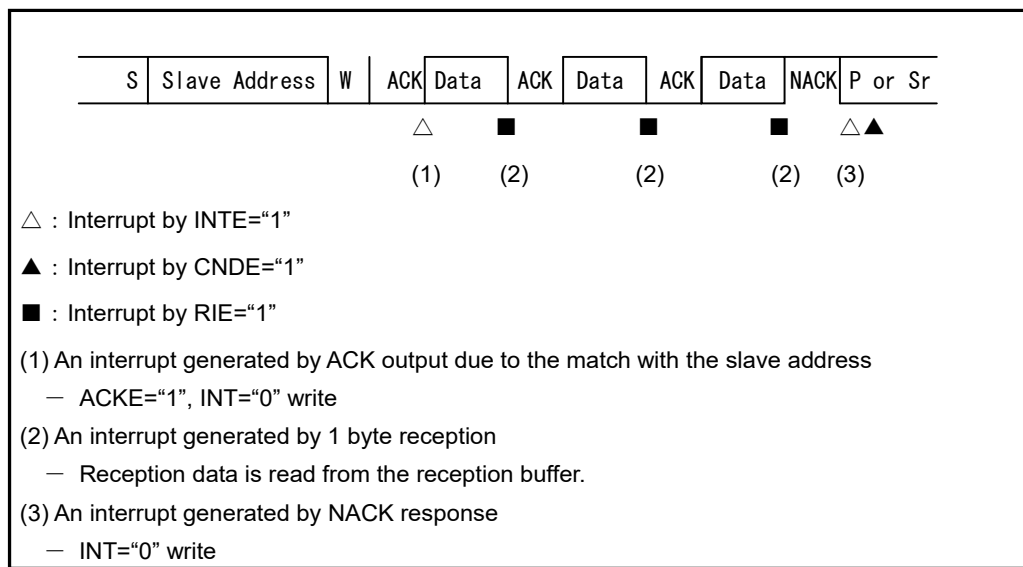 S Slave Address W ACK Data ACK Data ACK Data NACK P or Sr
△ ■ ■ ■ △▲
(1) (2) (2) (2) (3)
△ : Interrupt by INTE=“1”
▲ : Interrupt by CNDE=“1”
■ : Interrupt by RIE=“1”
(1) An interrupt generated by ACK output due to the match with the slave address
－ ACKE=“1”, INT=“0” write
(2) An interrupt generated by 1 byte reception
－ Reception data is read from the reception buffer.
(3) An interrupt generated by NACK response
－ INT=“0” write